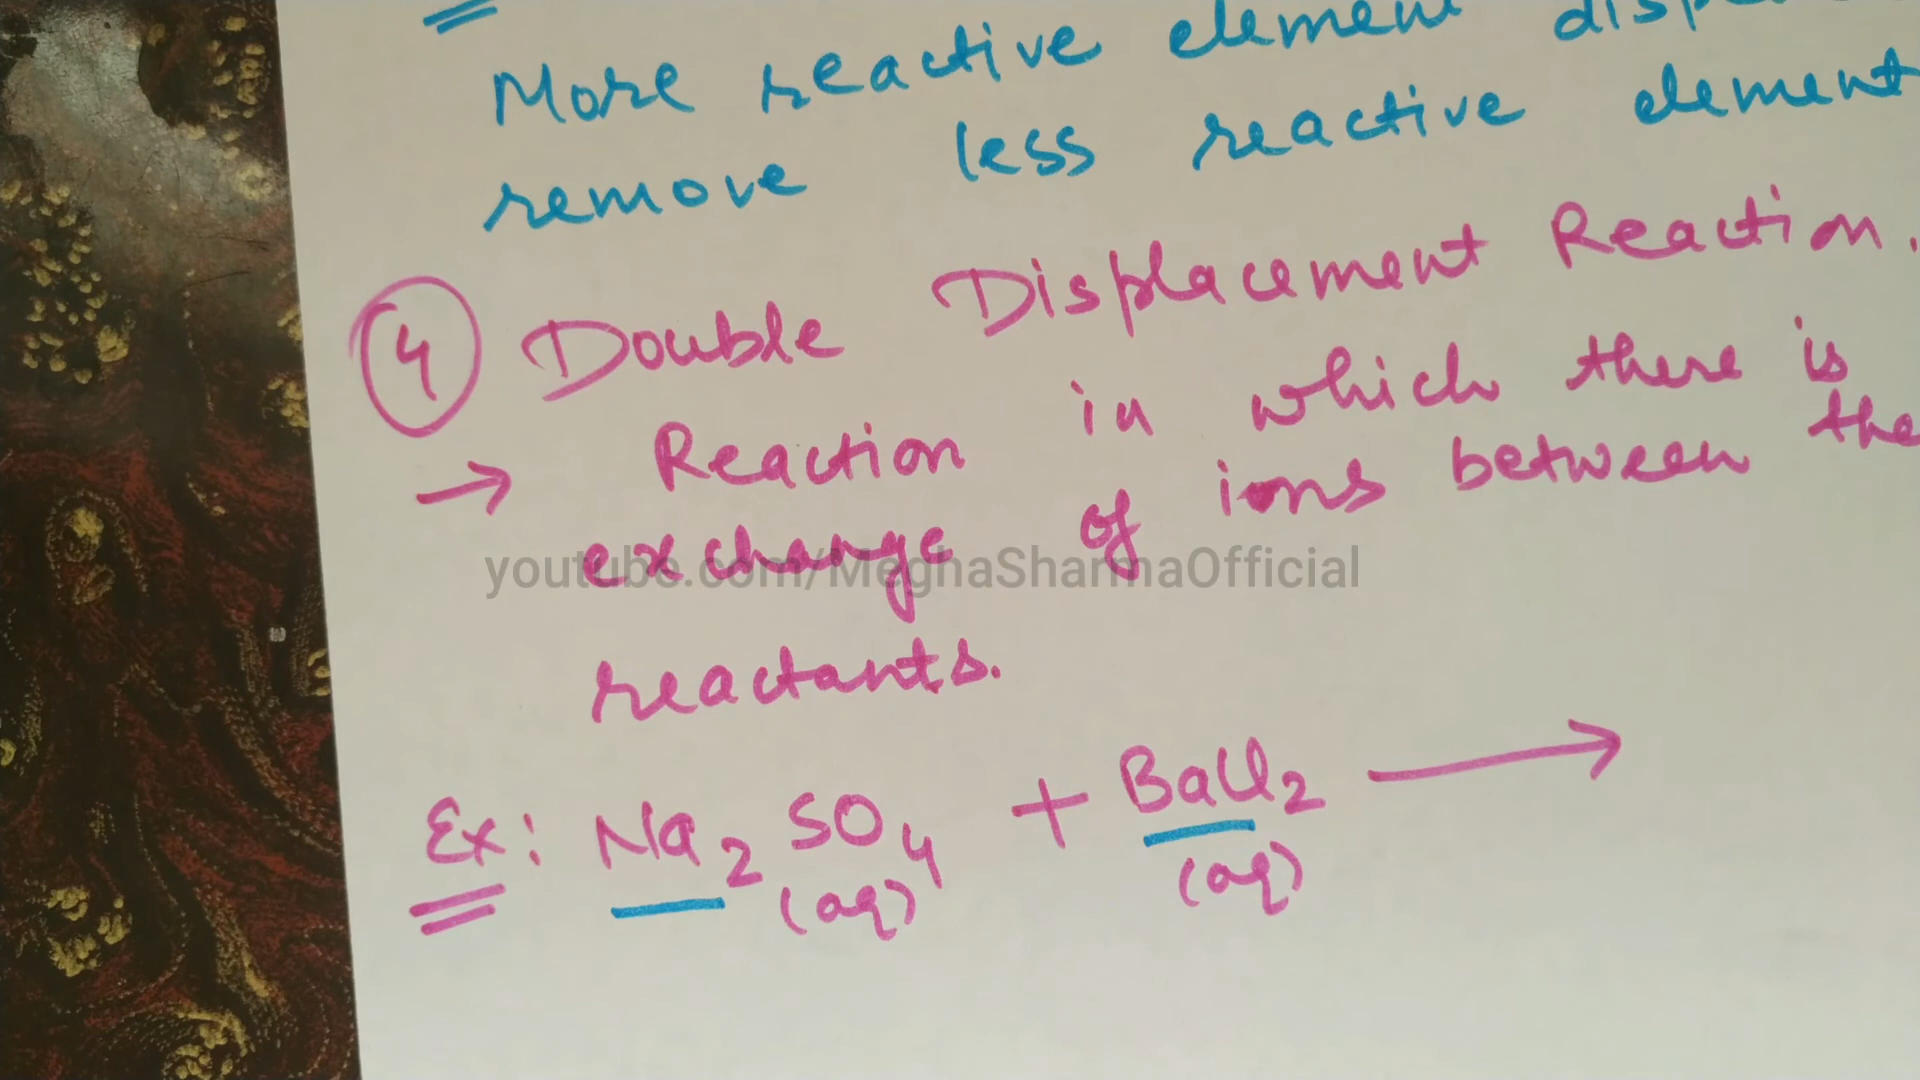 More reactive element
remove less reactive element
4 Double Displacement Reaction.
→ Reaction in which there is
exchange of ions between the
youtube.com/MeghaSharmaOfficial
reactants.
Ex: Na₂SO₄ + BaCl₂ →
(aq) (aq)